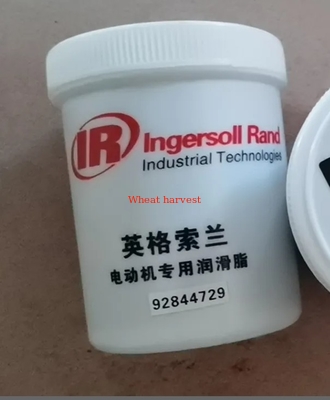 IR Ingersoll Rand
Industrial Technologies
Wheat harvest
英格索兰
电动机专用润滑脂
92844729